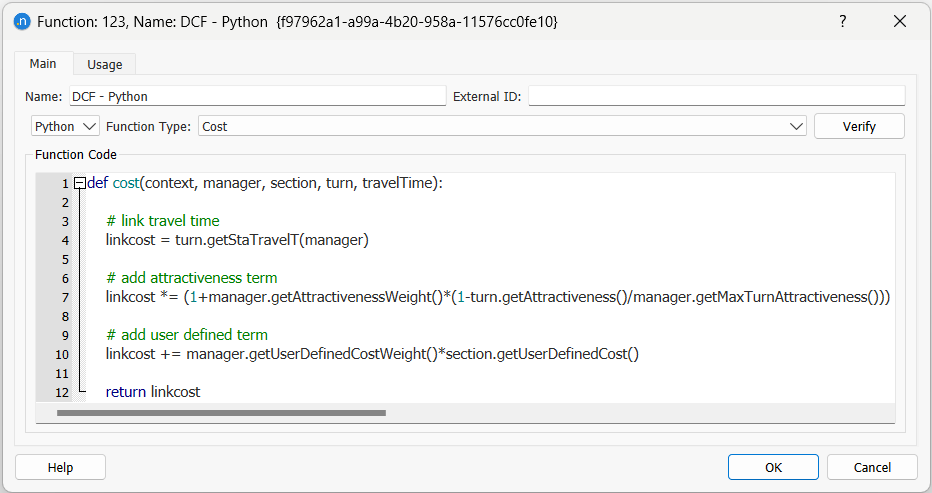 Function: 123, Name: DCF - Python {f97962a1-a99a-4b20-958a-11576cc0fe10}
Main Usage
Name: DCF - Python External ID:
Python Function Type: Cost Verify
Function Code
1 def cost(context, manager, section, turn, travelTime):
2
3 # link travel time
4 linkcost = turn.getStaTravelT(manager)
5
6 # add attractiveness term
7 linkcost *= (1+manager.getAttractivenessWeight()*(1-turn.getAttractiveness()/manager.getMaxTurnAttractiveness()))
8
9 # add user defined term
10 linkcost += manager.getUserDefinedCostWeight()*section.getUserDefinedCost()
11
12 return linkcost
Help OK Cancel